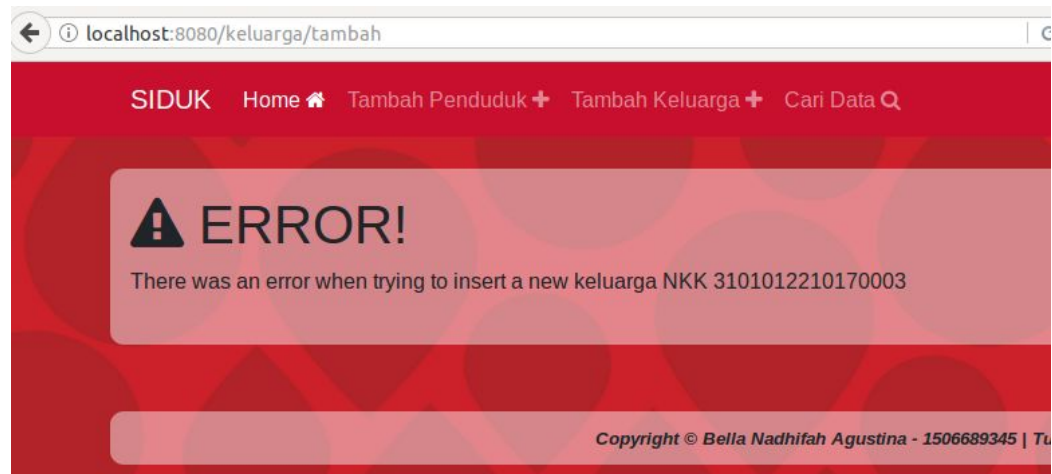 localhost:8080/keluarga/tambah
SIDUK Home Tambah Penduduk Tambah Keluarga Cari Data
ERROR!
There was an error when trying to insert a new keluarga NKK 3101012210170003
Copyright © Bella Nadhifah Agustina - 1506689345 |